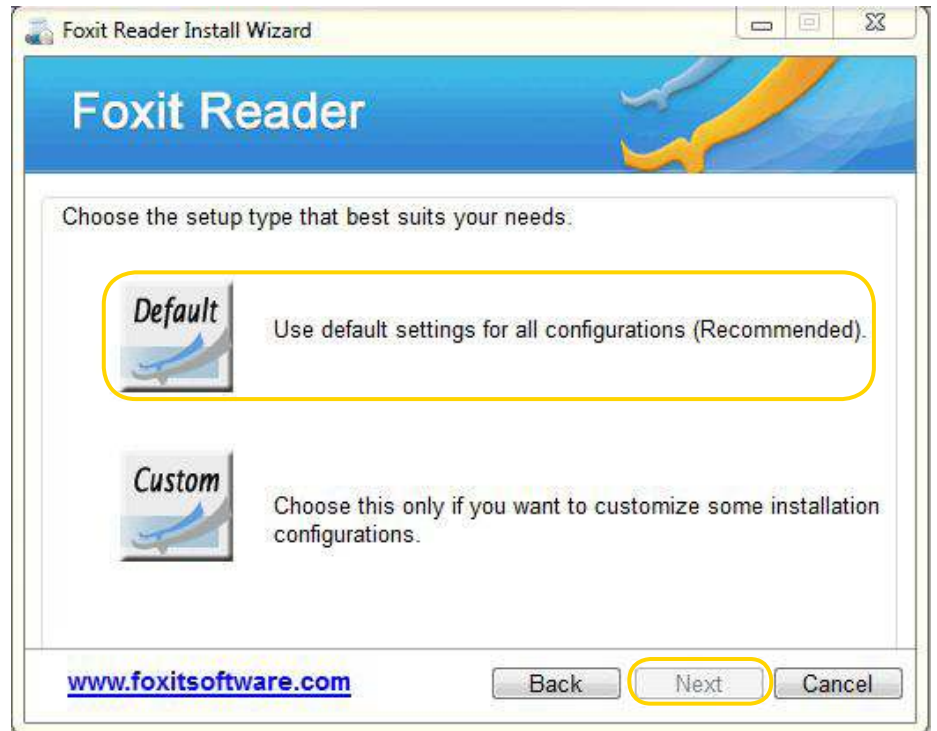 Foxit Reader Install Wizard
Foxit Reader
Choose the setup type that best suits your needs.
Default
Use default settings for all configurations (Recommended).
Custom
Choose this only if you want to customize some installation
configurations.
www.foxitsoftware.com
Back
Next
Cancel